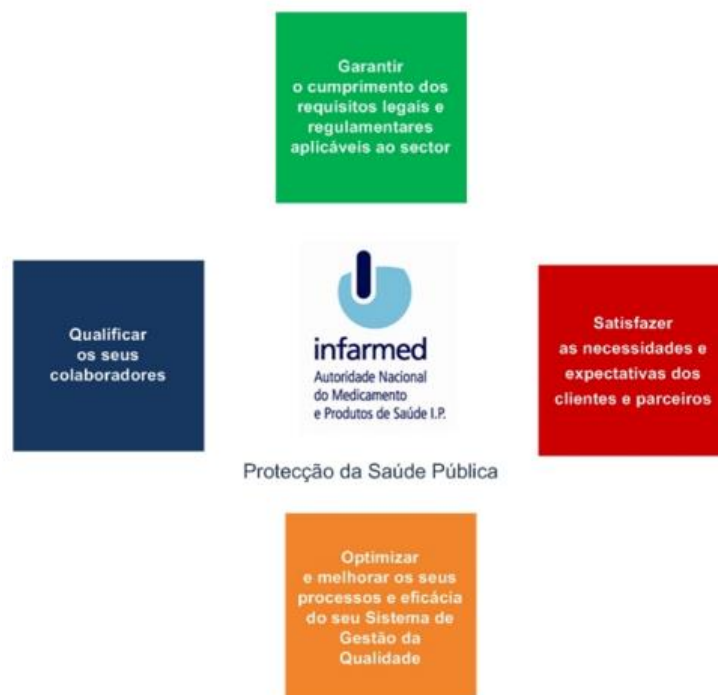 Garantir
o cumprimento dos
requisitos legais e
regulamentares
aplicáveis ao sector
Qualificar
os seus
colaboradores
infarmed
Autoridade Nacional
do Medicamento
e Produtos de Saúde I.P.
Satisfazer
as necessidades e
expectativas dos
clientes e parceiros
Protecção da Saúde Pública
Optimizar
e melhorar os seus
processos e eficácia
do seu Sistema de
Gestão da
Qualidade